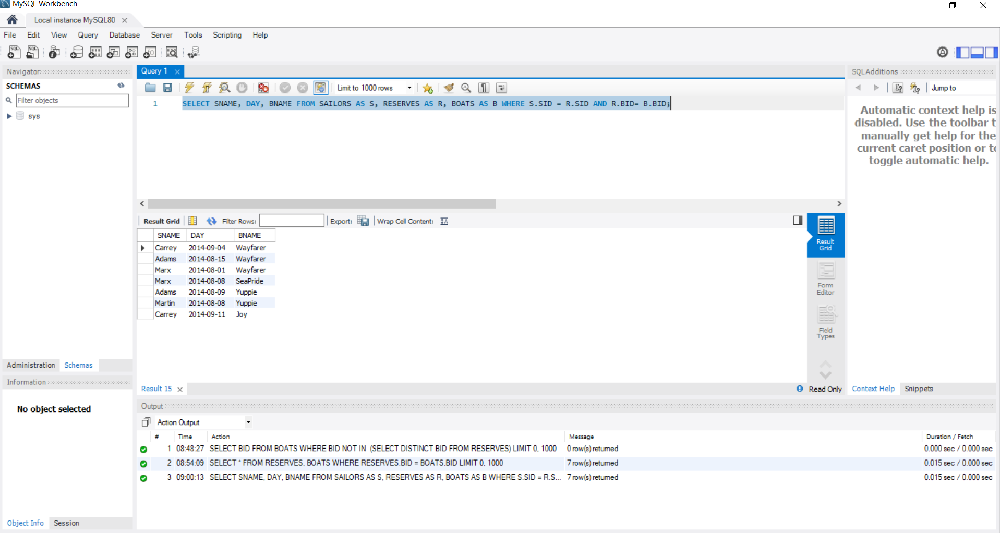 MySQL Workbench
Local instance MySQL80
File Edit View Query Database Server Tools Scripting Help
Navigator
SCHEMAS
Filter objects
sys
Administration Schemas
Information
No object selected
Object Info Session
Query 1
Limit to 1000 rows
1 SELECT SNAME, DAY, BNAME FROM SAILORS AS S, RESERVES AS R, BOATS AS B WHERE S.SID = R.SID AND R.BID= B.BID;
Result Grid Filter Rows: Export: Wrap Cell Content:
SNAME DAY BNAME
Carrey 2014-09-04 Wayfarer
Adams 2014-08-15 Wayfarer
Marx 2014-08-01 Wayfarer
Marx 2014-08-08 SeaPride
Adams 2014-08-09 Yuppie
Martin 2014-08-08 Yuppie
Carrey 2014-09-11 Joy
Result
Grid
Form
Editor
Field
Types
Result 15 Read Only
SQLAdditions
Jump to
Automatic context help is
disabled. Use the toolbar t
manually get help for the
current caret position or to
toggle automatic help.
Context Help Snippets
Output
Action Output
# Time Action Message Duration / Fetch
1 08:48:27 SELECT BID FROM BOATS WHERE BID NOT IN (SELECT DISTINCT BID FROM RESERVES) LIMIT 0, 1000 0 row(s) returned 0.000 sec / 0.000 sec
2 08:54:09 SELECT * FROM RESERVES, BOATS WHERE RESERVES.BID = BOATS.BID LIMIT 0, 1000 7 row(s) returned 0.015 sec / 0.000 sec
3 09:00:13 SELECT SNAME, DAY, BNAME FROM SAILORS AS S, RESERVES AS R, BOATS AS B WHERE S.SID = R.S... 7 row(s) returned 0.015 sec / 0.000 sec